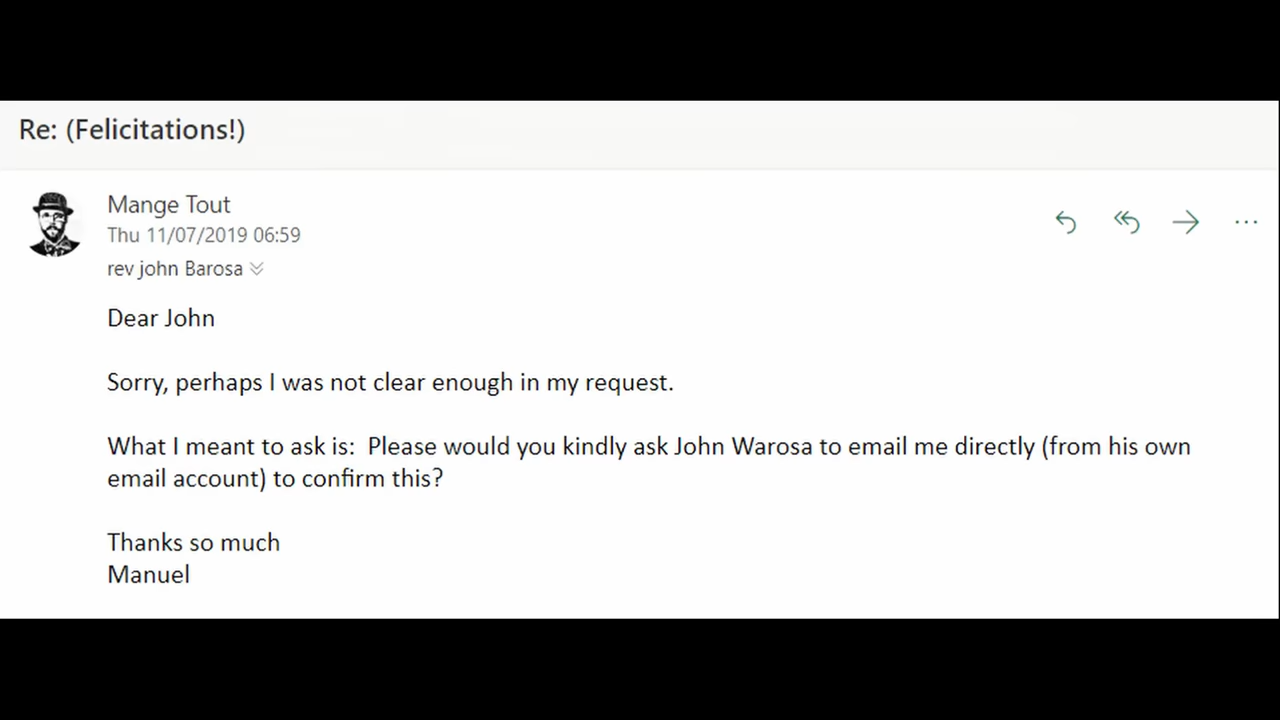 Re: (Felicitations!)
Mange Tout
Thu 11/07/2019 06:59
rev john Barosa
Dear John
Sorry, perhaps I was not clear enough in my request.
What I meant to ask is:  Please would you kindly ask John Warosa to email me directly (from his own
email account) to confirm this?
Thanks so much
Manuel